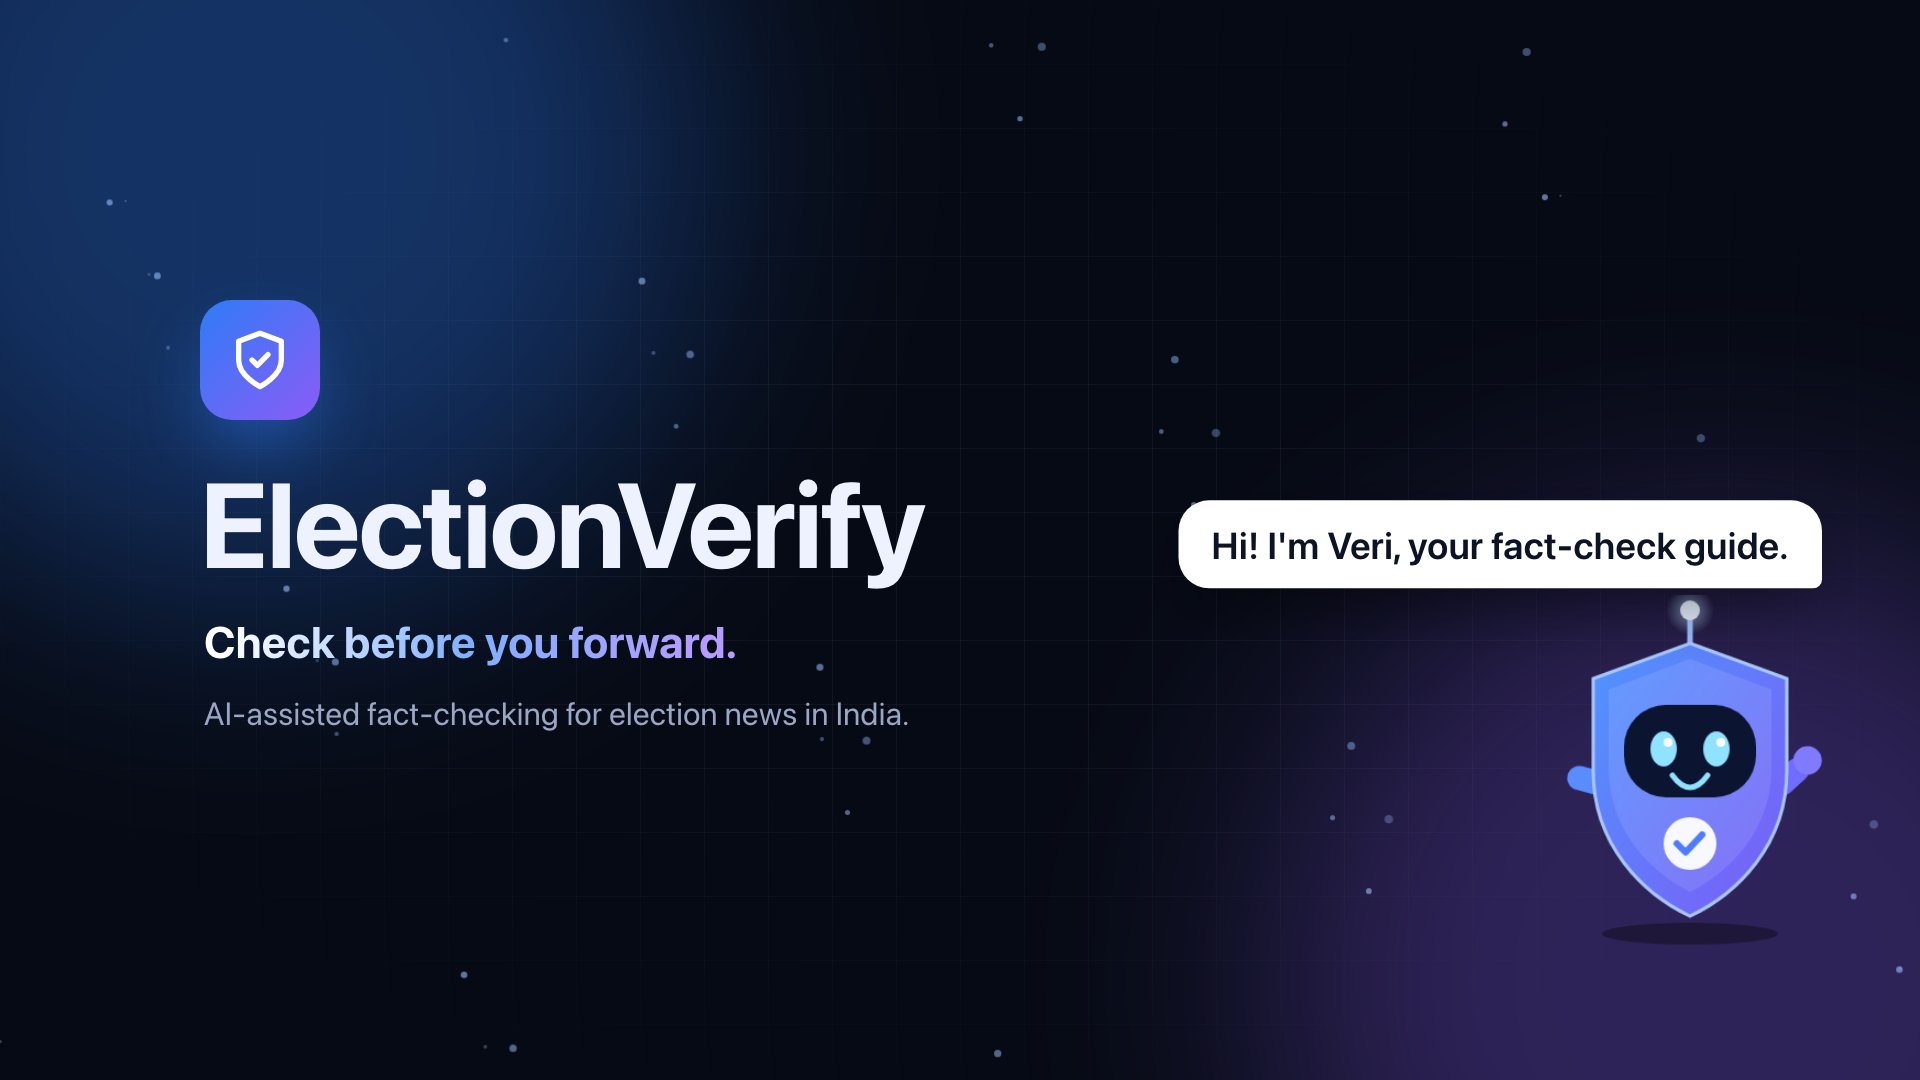 ElectionVerify
Check before you forward.
AI-assisted fact-checking for election news in India.
Hi! I'm Veri, your fact-check guide.